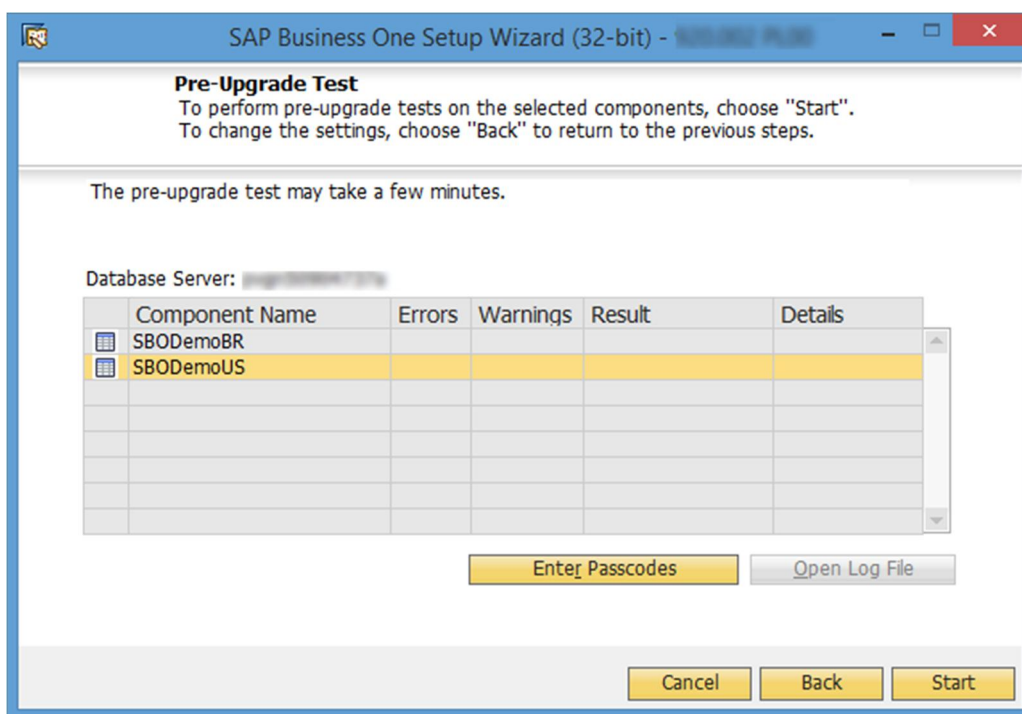 SAP Business One Setup Wizard (32-bit) -
Pre-Upgrade Test
To perform pre-upgrade tests on the selected components, choose "Start".
To change the settings, choose "Back" to return to the previous steps.
The pre-upgrade test may take a few minutes.
Database Server:
Component Name Errors Warnings Result Details
SBODemoBR
SBODemoUS
Enter Passcodes Open Log File
Cancel Back Start